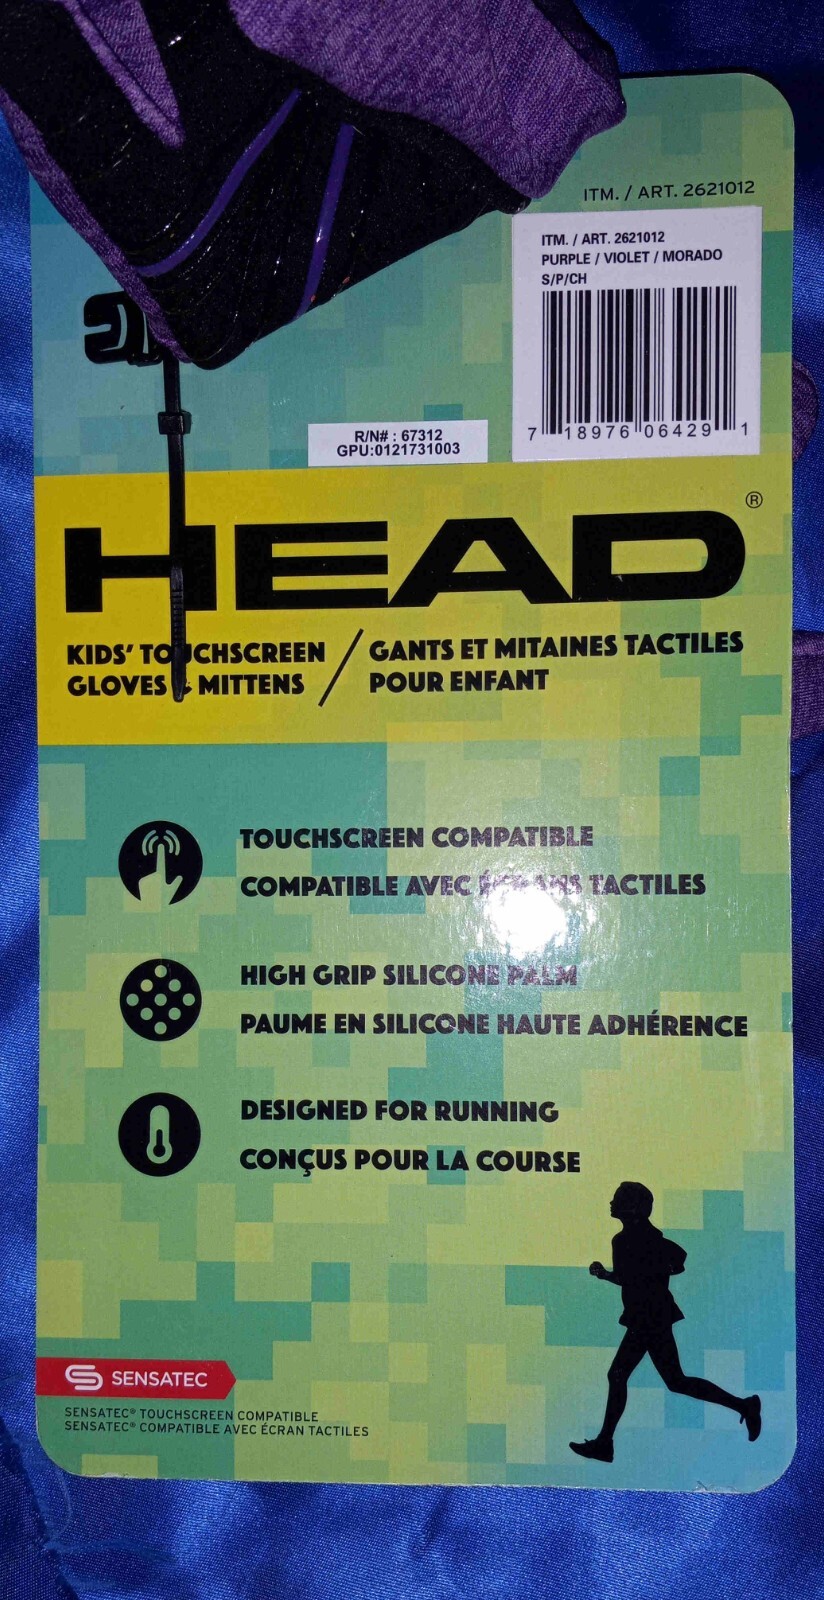 ITM. / ART. 2621012
ITM. / ART. 2621012
PURPLE / VIOLET / MORADO
S/P/CH
7 18976 06429 1
R/N# : 67312
GPU:0121731003
HEAD®
KIDS' TOUCHSCREEN
GLOVES & MITTENS
GANTS ET MITAINES TACTILES
POUR ENFANT
TOUCHSCREEN COMPATIBLE
COMPATIBLE AVEC ÉCRANS TACTILES
HIGH GRIP SILICONE PALM
PAUME EN SILICONE HAUTE ADHÉRENCE
DESIGNED FOR RUNNING
CONÇUS POUR LA COURSE
SENSATEC
SENSATEC® TOUCHSCREEN COMPATIBLE
SENSATEC® COMPATIBLE AVEC ÉCRAN TACTILES